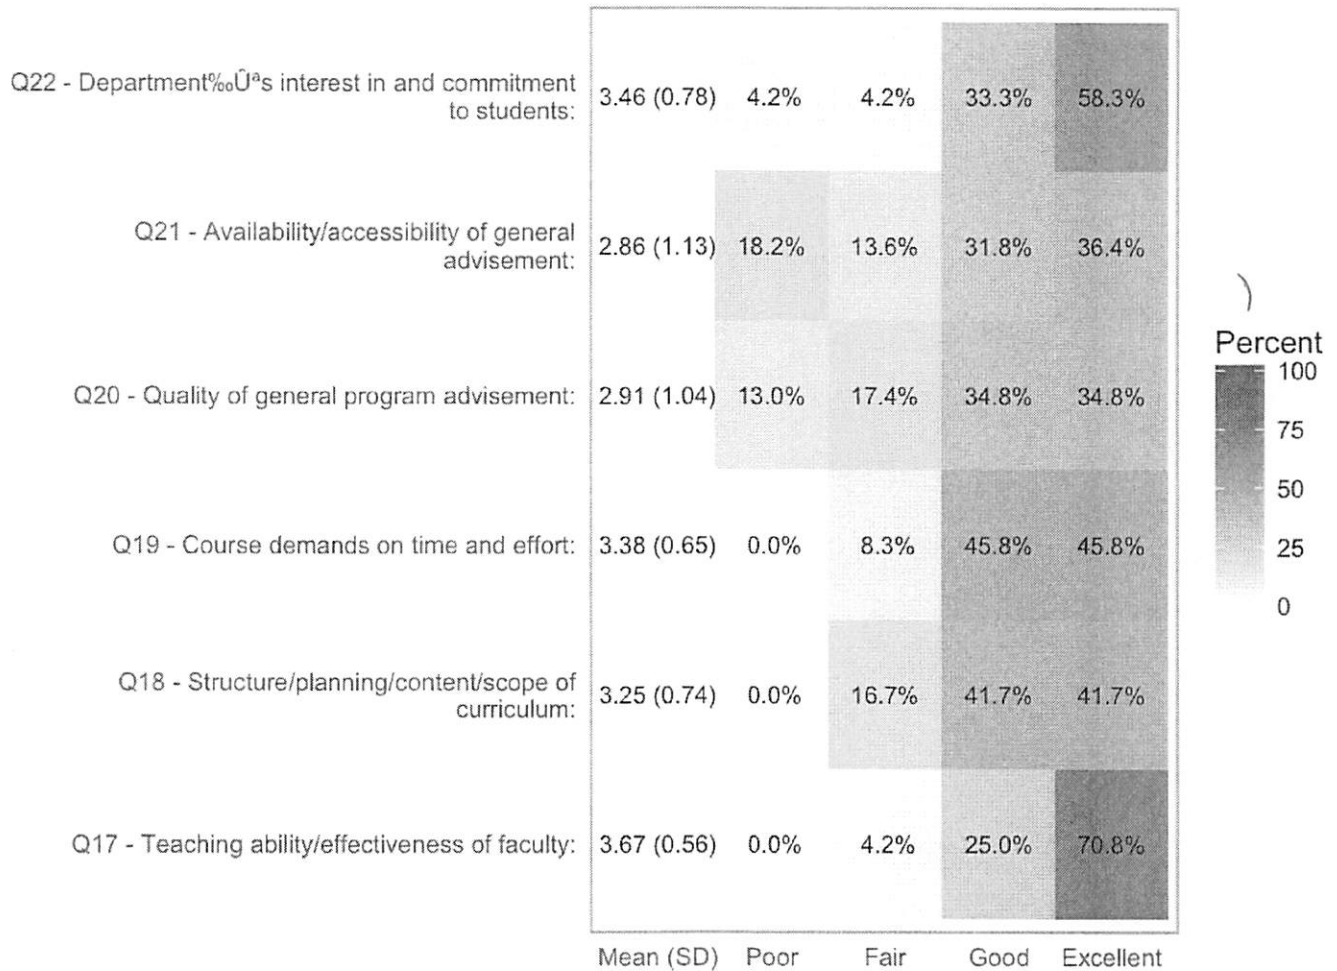 Q22 - Department‰Ûªs interest in and commitment
to students:
3.46 (0.78) 4.2% 4.2% 33.3% 58.3%
Q21 - Availability/accessibility of general
advisement:
2.86 (1.13) 18.2% 13.6% 31.8% 36.4%
Q20 - Quality of general program advisement: 2.91 (1.04) 13.0% 17.4% 34.8% 34.8%
Q19 - Course demands on time and effort: 3.38 (0.65) 0.0% 8.3% 45.8% 45.8%
Q18 - Structure/planning/content/scope of
curriculum:
3.25 (0.74) 0.0% 16.7% 41.7% 41.7%
Q17 - Teaching ability/effectiveness of faculty: 3.67 (0.56) 0.0% 4.2% 25.0% 70.8%
Mean (SD) Poor Fair Good Excellent
Percent
100
75
50
25
0